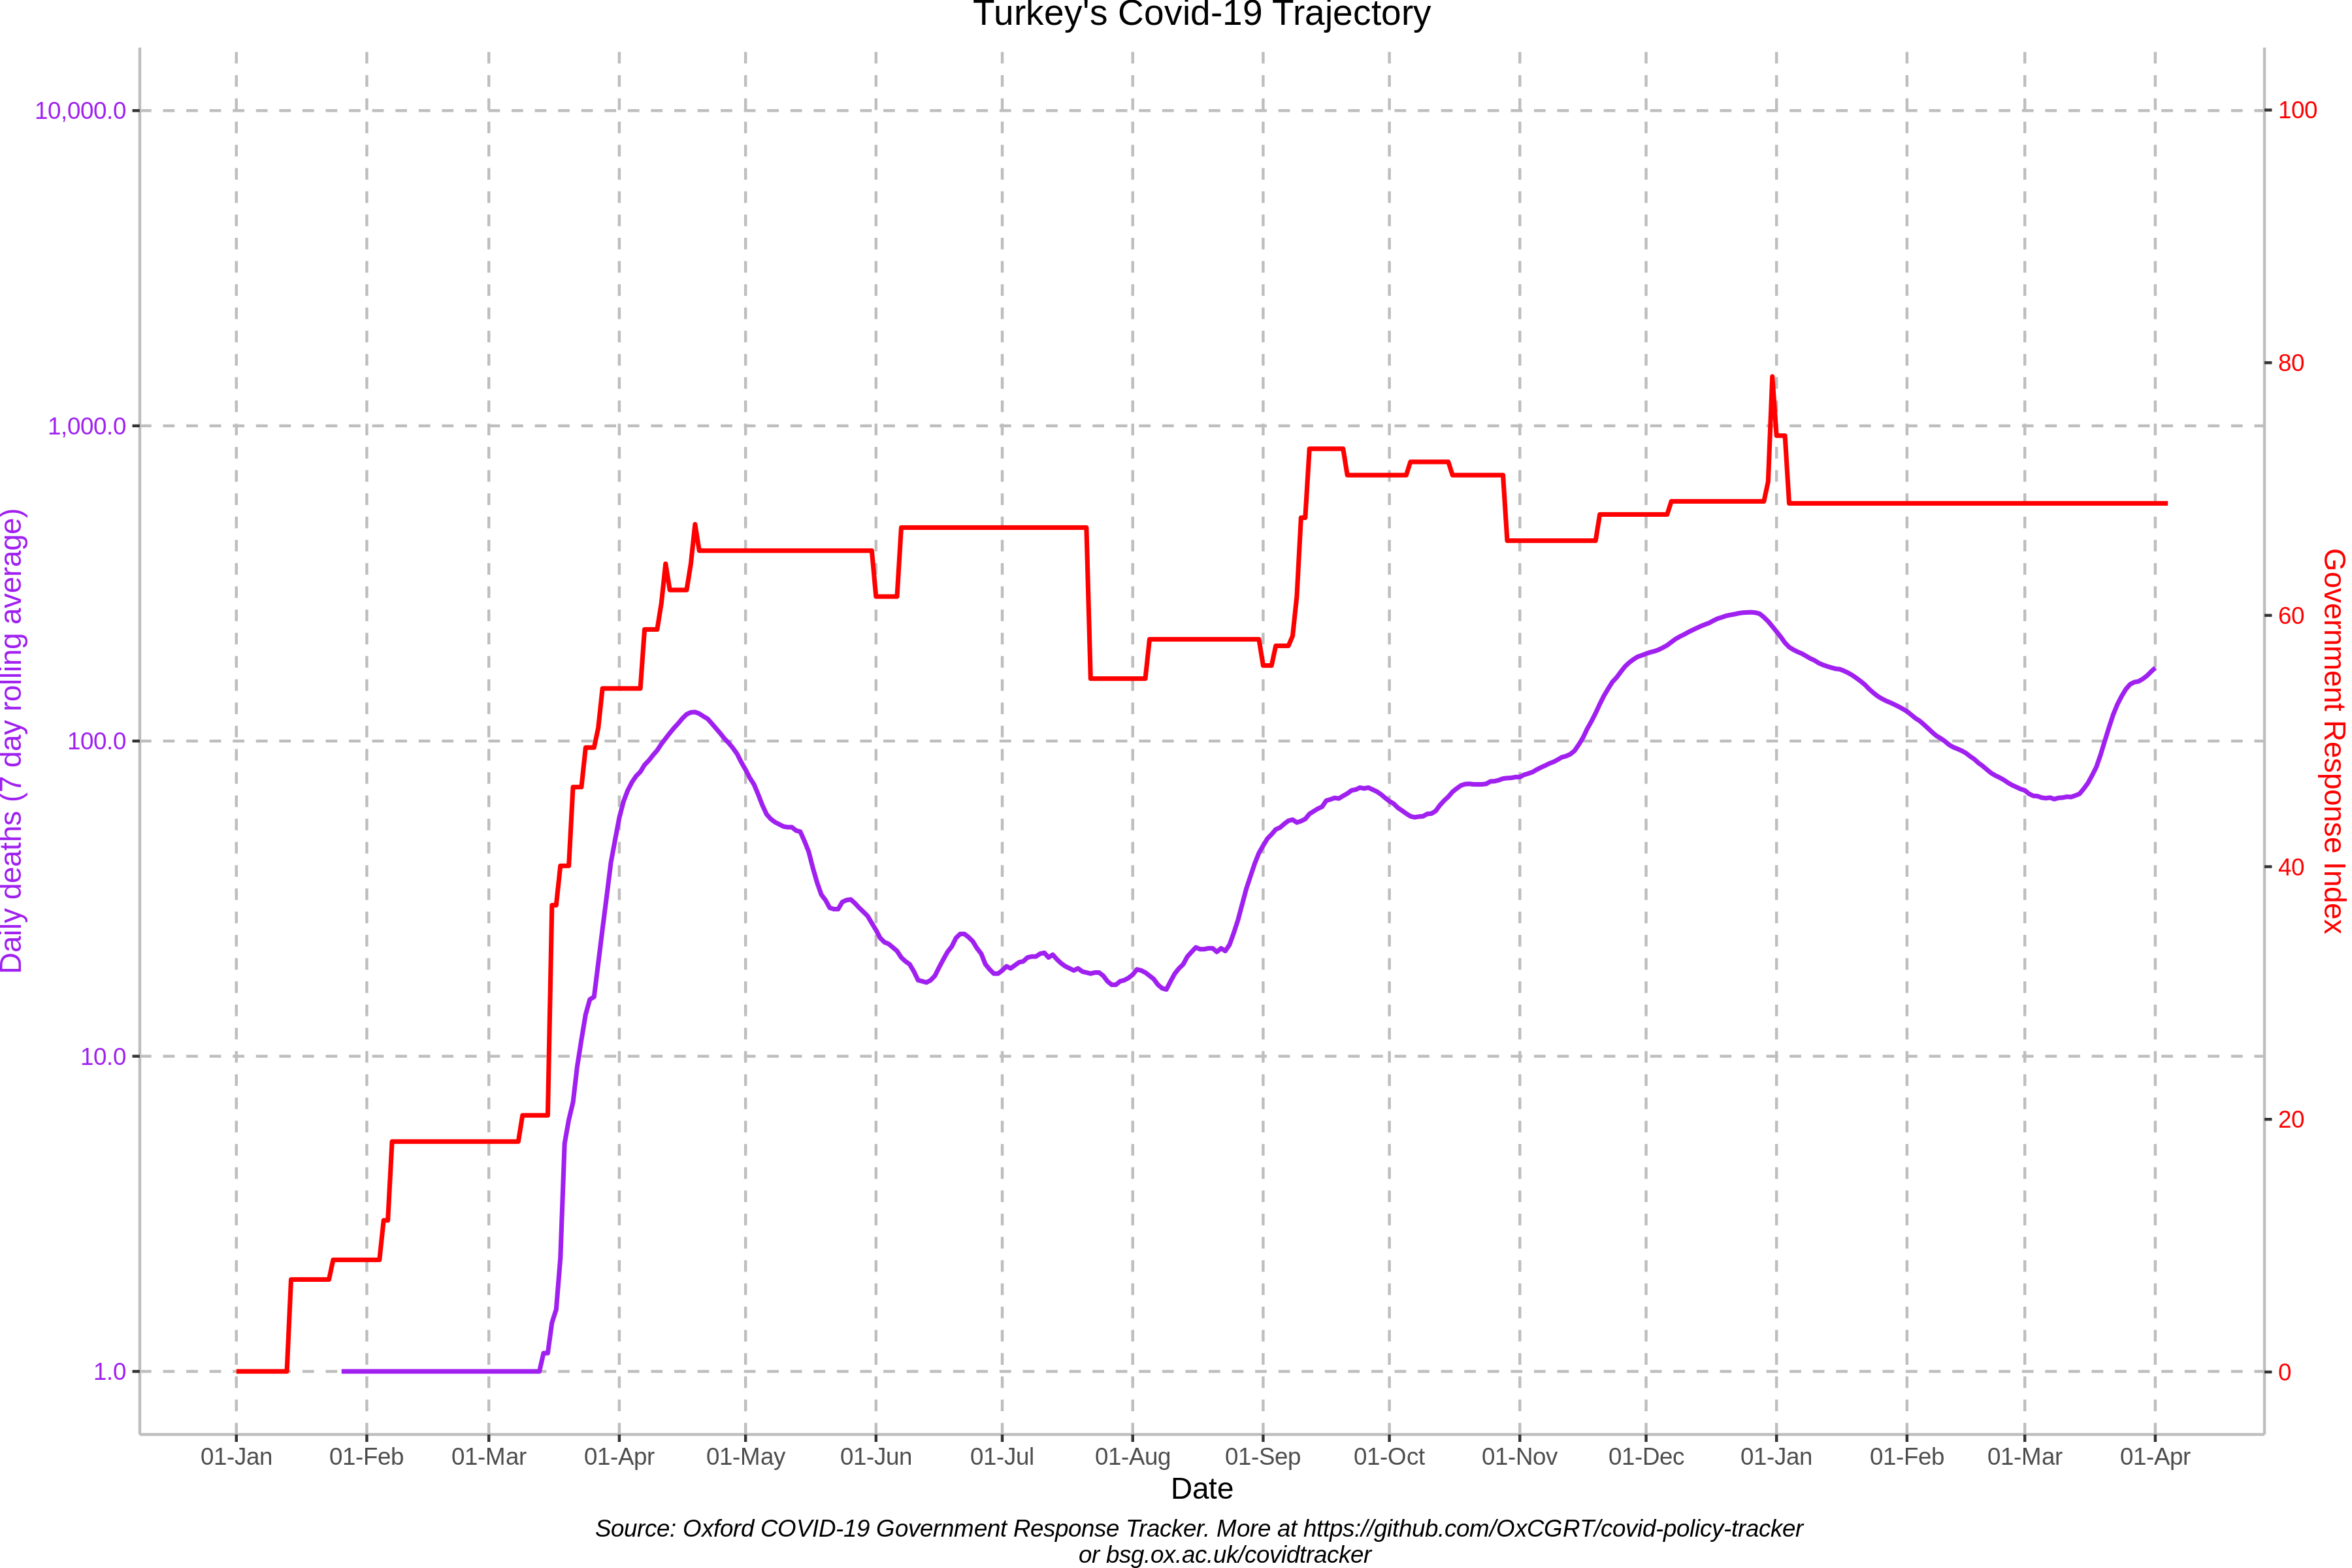 Turkey's Covid-19 Trajectory
10,000.0
1,000.0
100.0
10.0
1.0
Daily deaths (7 day rolling average)
100
80
60
40
20
0
Government Response Index
01-Jan 01-Feb 01-Mar 01-Apr 01-May 01-Jun 01-Jul 01-Aug 01-Sep 01-Oct 01-Nov 01-Dec 01-Jan 01-Feb 01-Mar 01-Apr
Date
Source: Oxford COVID-19 Government Response Tracker. More at https://github.com/OxCGRT/covid-policy-tracker
or bsg.ox.ac.uk/covidtracker